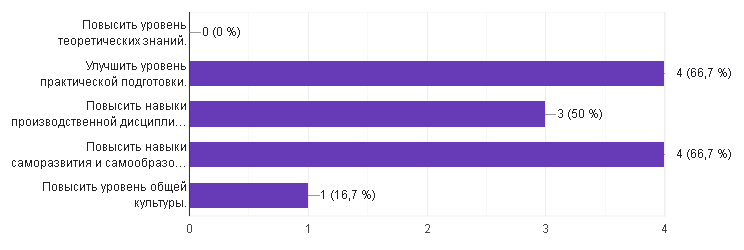 Повысить уровень
теоретических знаний.
0 (0 %)
Улучшить уровень
практической подготовки.
4 (66,7 %)
Повысить навыки
производственной дисципли…
3 (50 %)
Повысить навыки
саморазвития и самообразо…
4 (66,7 %)
Повысить уровень общей
культуры.
1 (16,7 %)
0 1 2 3 4